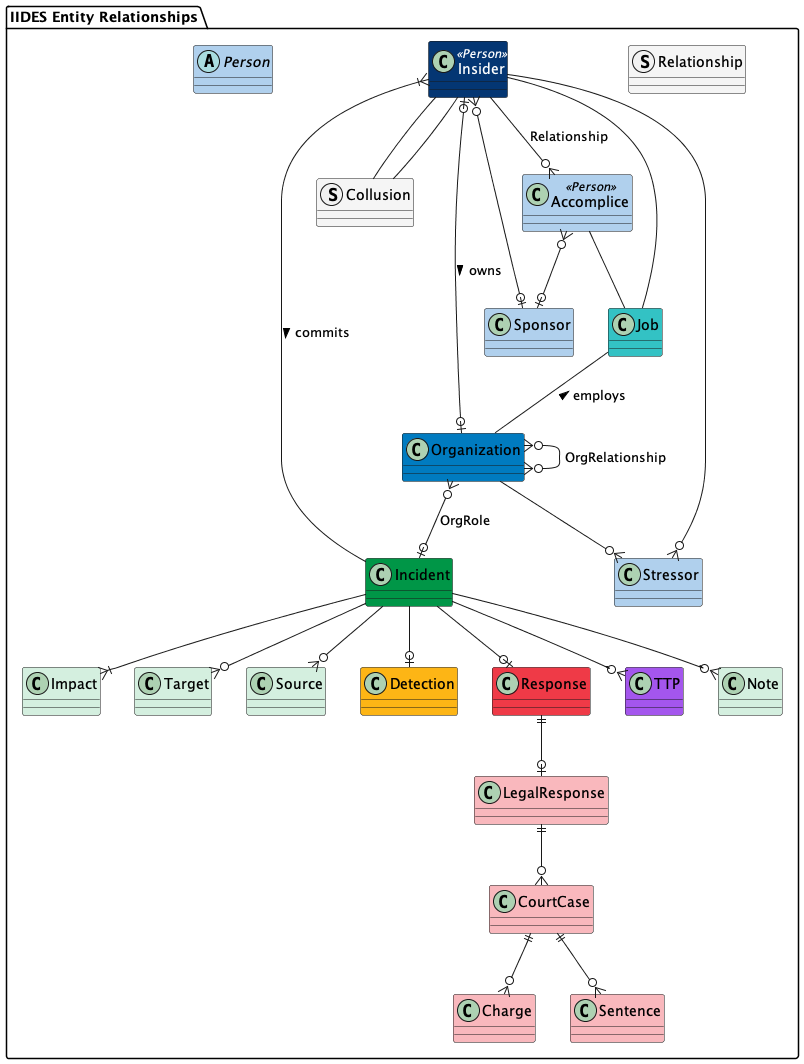 IIDES Entity Relationships
A Person
C «Person»
Insider
S Relationship
Relationship
S Collusion
C «Person»
Accomplice
owns
C Sponsor
C Job
commits
employs
C Organization
OrgRelationship
OrgRole
C Incident
C Stressor
C Impact
C Target
C Source
C Detection
C Response
C TTP
C Note
C LegalResponse
C CourtCase
C Charge
C Sentence